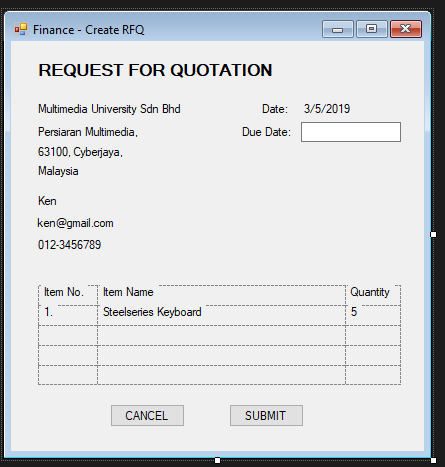 Finance - Create RFQ
REQUEST FOR QUOTATION
Multimedia University Sdn Bhd Date: 3/5/2019
Persiaran Multimedia, Due Date:
63100, Cyberjaya,
Malaysia
Ken
ken@gmail.com
012-3456789
Item No. Item Name Quantity
1. Steelseries Keyboard 5
CANCEL SUBMIT